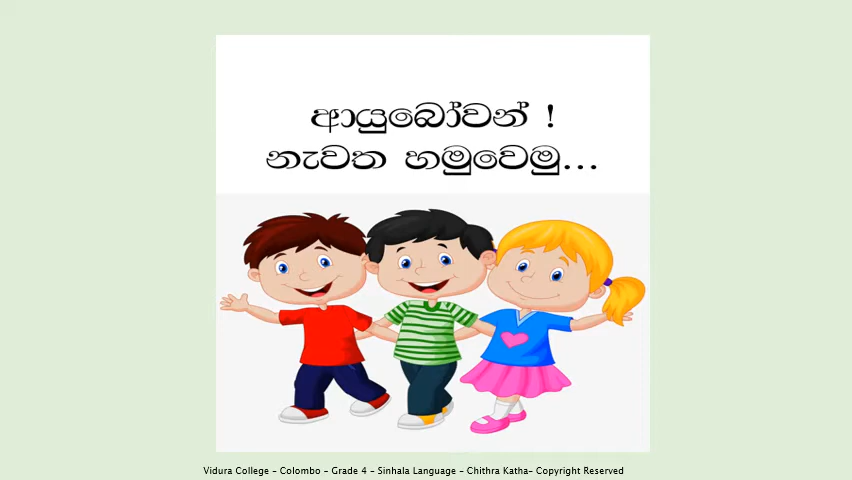 ආයුබෝවන් !
නැවත හමුවෙමු...
Vidura College – Colombo – Grade 4 – Sinhala Language – Chithra Katha– Copyright Reserved